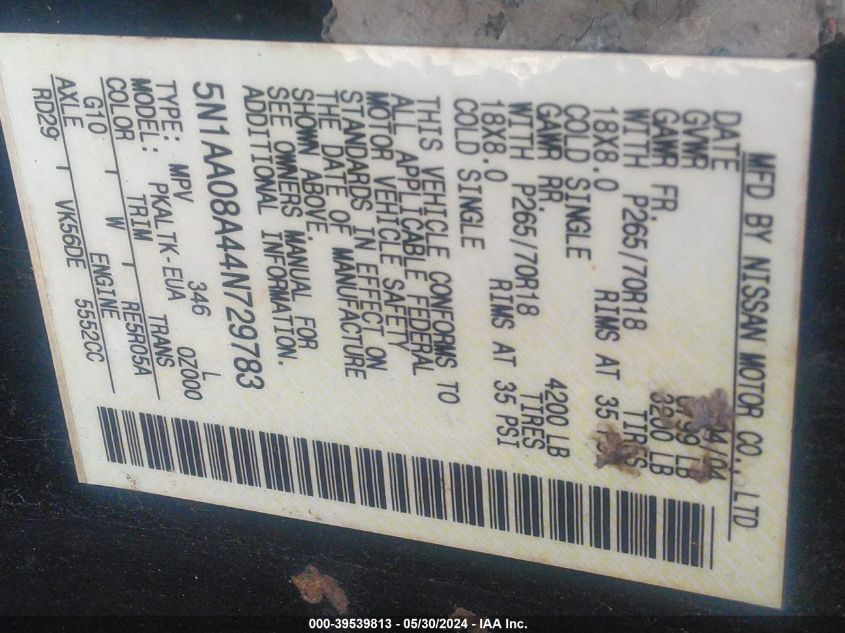 MFD BY NISSAN MOTOR CO., LTD
DATE 04/04
GVWR LB
GAWR FR. 3200 LB
WITH P265/70R18 TIRES
18X8.0 RIMS AT 35
COLD SINGLE
GAWR RR. 4200 LB
WITH P265/70R18 TIRES
18X8.0 RIMS AT 35 PSI
COLD SINGLE
THIS VEHICLE CONFORMS TO
ALL APPLICABLE FEDERAL
MOTOR VEHICLE SAFETY
STANDARDS IN EFFECT ON
THE DATE OF MANUFACTURE
SHOWN ABOVE.
SEE OWNERS MANUAL FOR
ADDITIONAL INFORMATION.
5N1AA08A44N729783
TYPE: MPV 346 L
MODEL: PKALTK-EUA 0Z000
COLOR TRIM TRANS
G10 W RE5R05A
AXLE ENGINE
RD29 VK56DE 5552CC
000-39539813 - 05/30/2024 - IAA Inc.